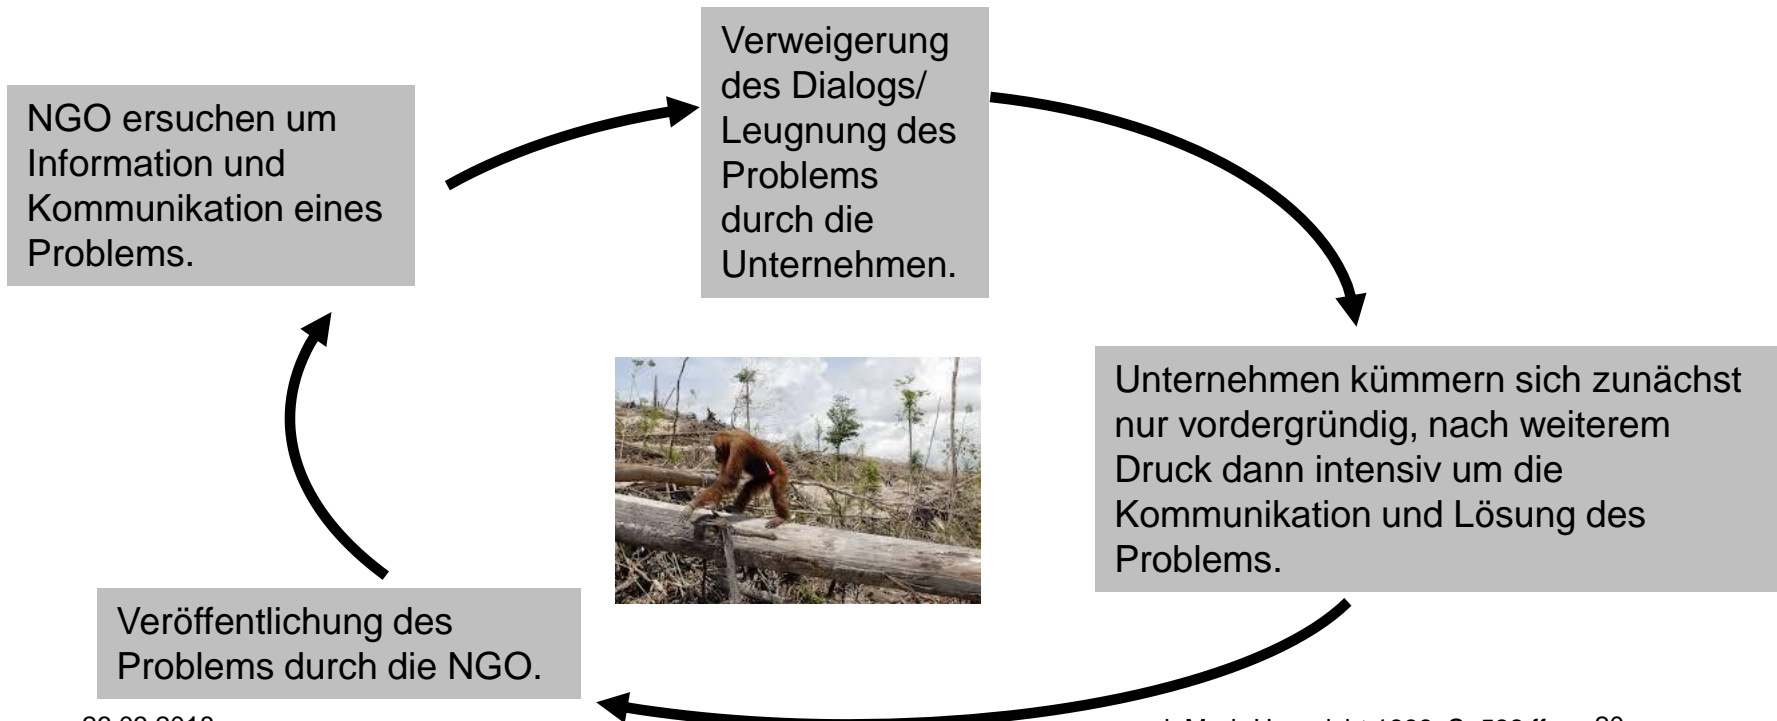 NGO ersuchen um
Information und
Kommunikation eines
Problems.
Verweigerung
des Dialogs/
Leugnung des
Problems
durch die
Unternehmen.
Unternehmen kümmern sich zunächst
nur vordergründig, nach weiterem
Druck dann intensiv um die
Kommunikation und Lösung des
Problems.
Veröffentlichung des
Problems durch die NGO.